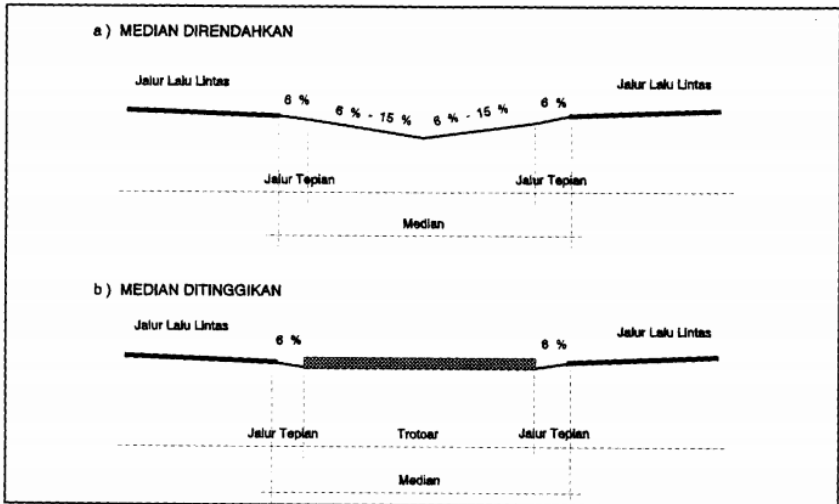 a ) MEDIAN DIRENDAHKAN
Jalur Lalu Lintas
Jalur Lalu Lintas
6 %
6 % - 15 %
6 % - 15 %
6 %
Jalur Tepian
Jalur Tepian
Median
b ) MEDIAN DITINGGIKAN
Jalur Lalu Lintas
Jalur Lalu Lintas
6 %
6 %
Jalur Tepian
Trotoar
Jalur Tepian
Median